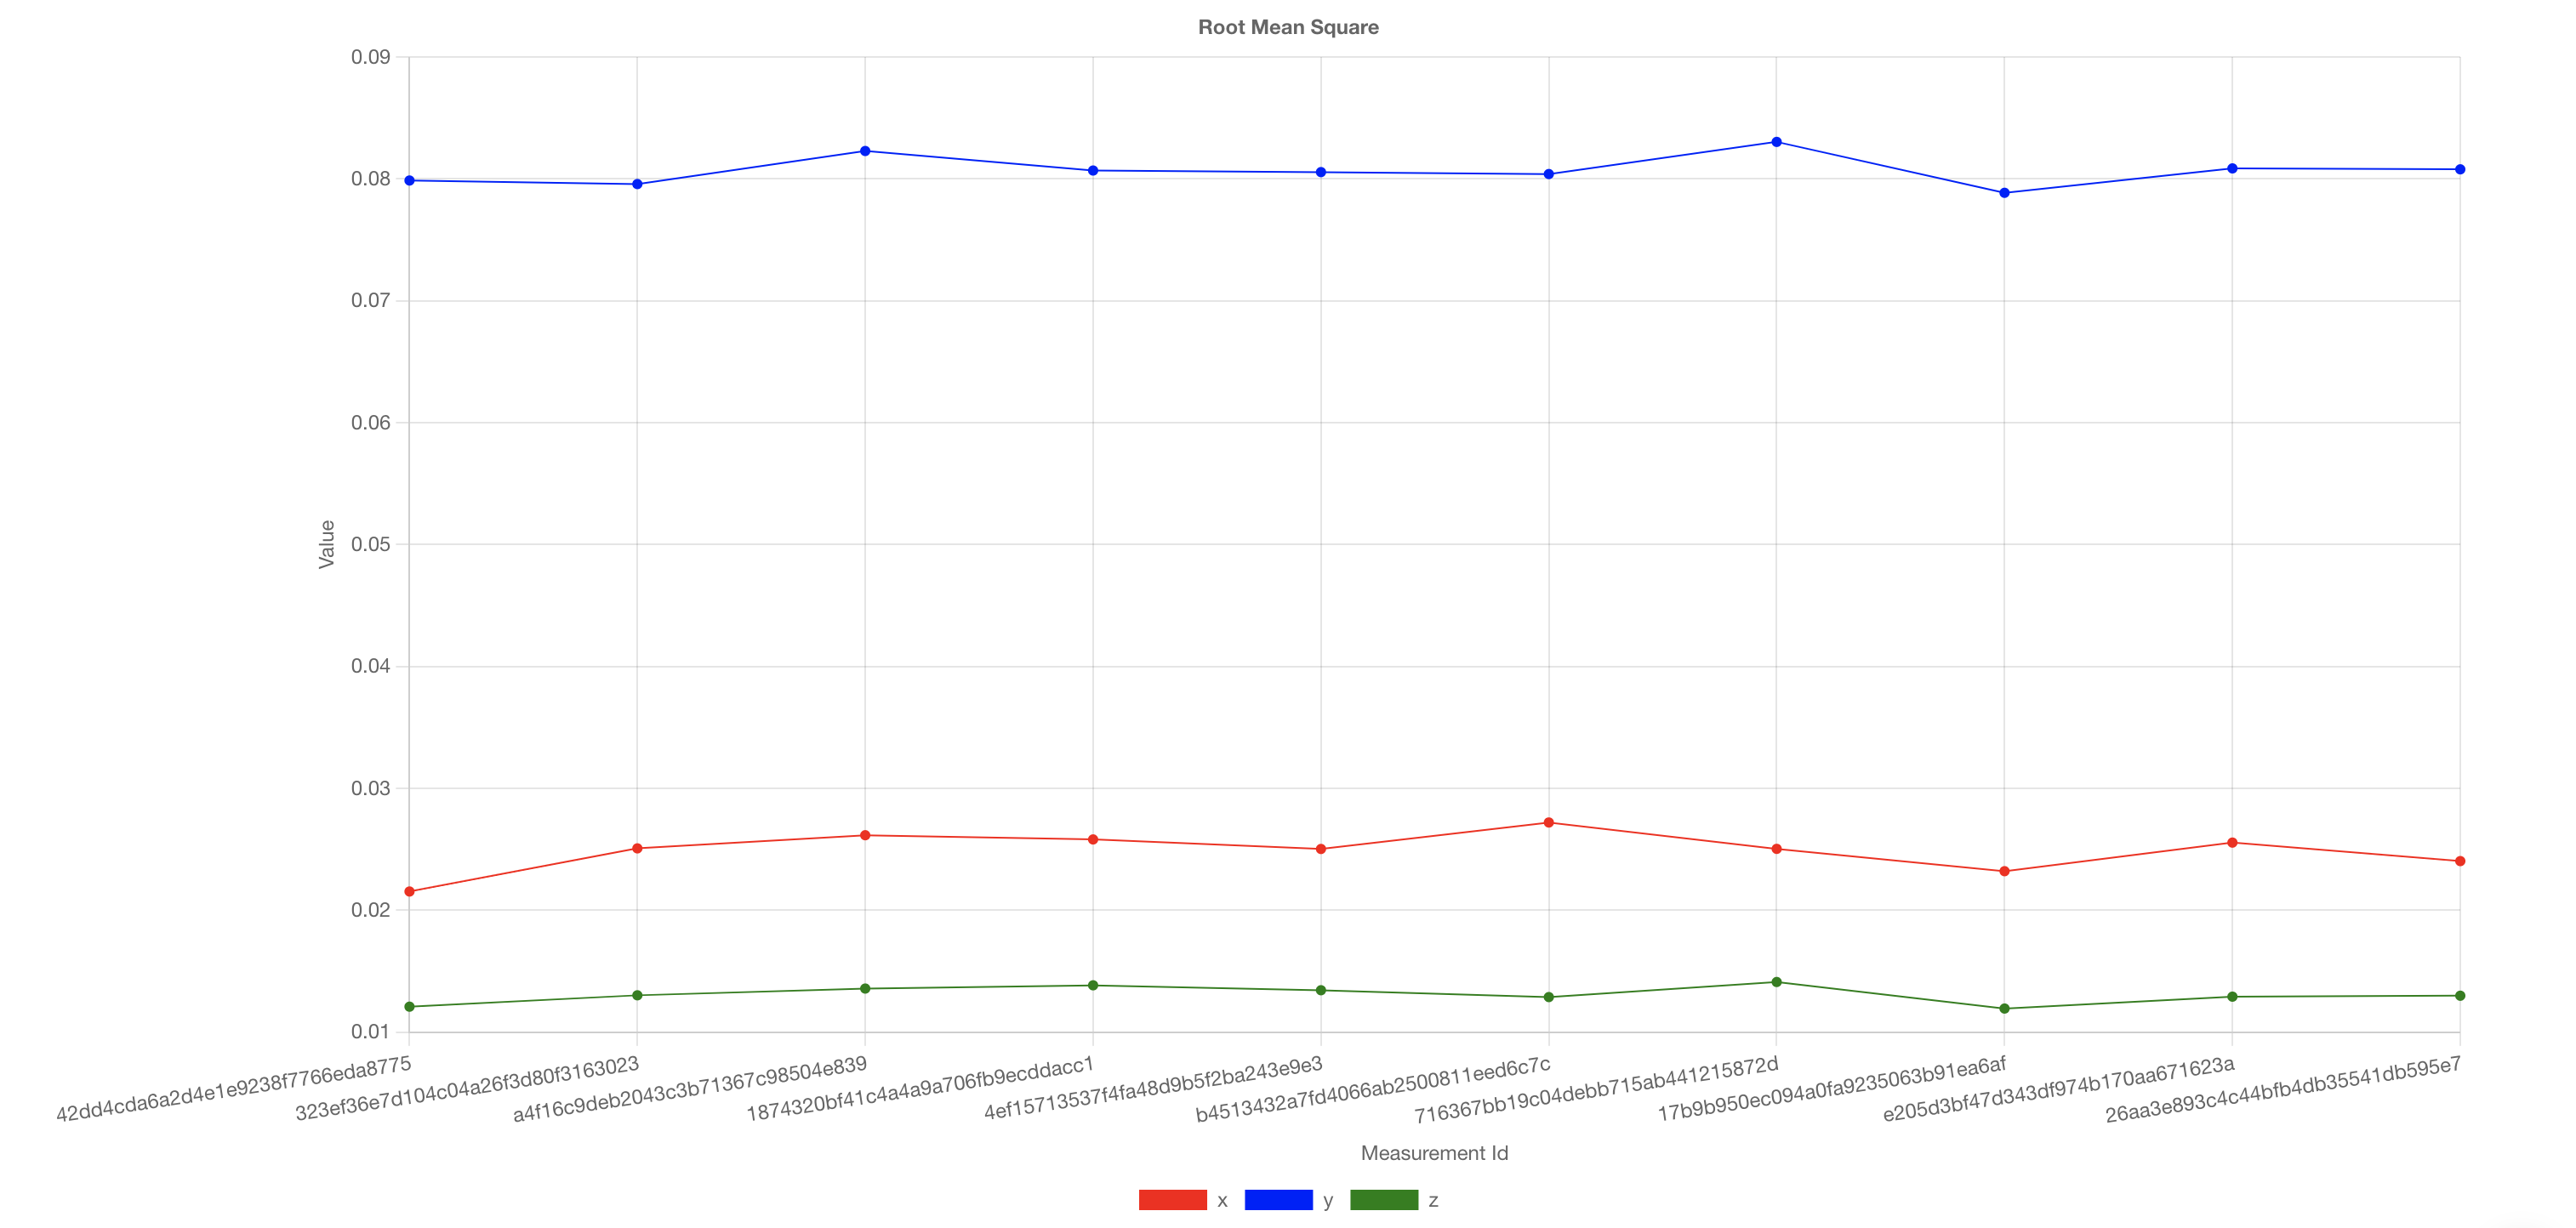 Root Mean Square
0.09
0.08
0.07
0.06
0.05
0.04
0.03
0.02
0.01
Value
42dd4cda6a2d4e1e9238f7766eda8775
323ef36e7d104c04a26f3d80f3163023
a4f16c9deb2043c3b71367c98504e839
1874320bf41c4a4a9a706fb9ecddacc1
4ef15713537f4fa48d9b5f2ba243e9e3
b4513432a7fd4066ab2500811eed6c7c
716367bb19c04debb715ab441215872d
17b9b950ec094a0fa9235063b91ea6af
e205d3bf47d343df974b170aa671623a
26aa3e893c4c44bfb4db35541db595e7
Measurement Id
x y z